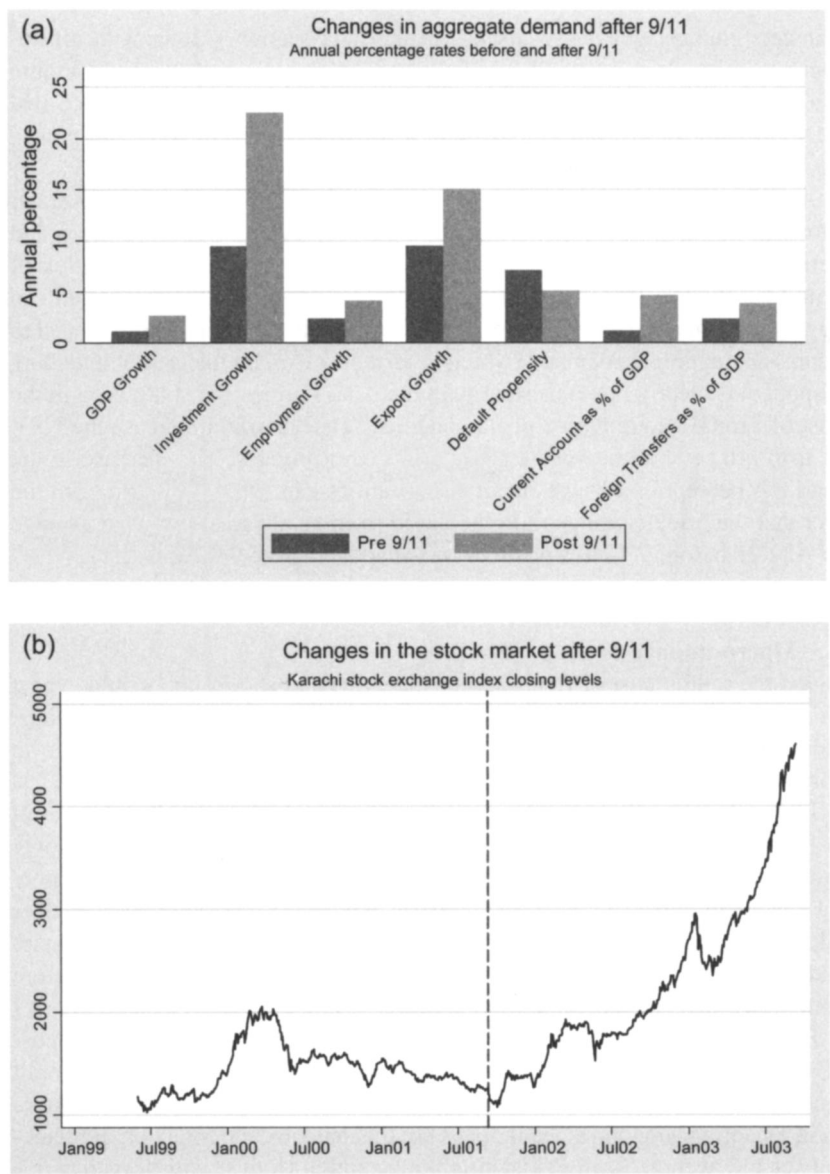 (a)
Changes in aggregate demand after 9/11
Annual percentage rates before and after 9/11
Annual percentage
25
20
15
10
5
0
GDP Growth
Investment Growth
Employment Growth
Export Growth
Default Propensity
Current Account as % of GDP
Foreign Transfers as % of GDP
Pre 9/11
Post 9/11
(b)
Changes in the stock market after 9/11
Karachi stock exchange index closing levels
5000
4000
3000
2000
1000
Jan99
Jul99
Jan00
Jul00
Jul01
Jan02
Jul02
Jan03
Jul03